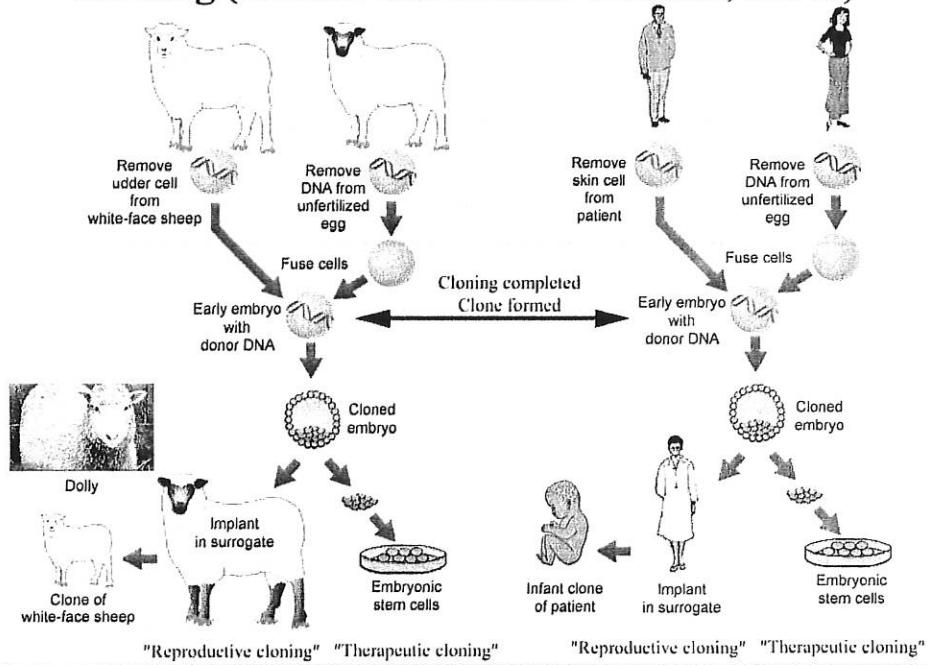 Remove
udder cell
from
white-face sheep
Remove
DNA from
unfertilized
egg
Fuse cells
Early embryo
with
donor DNA
Cloning completed
Clone formed
Remove
skin cell
from
patient
Remove
DNA from
unfertilized
egg
Fuse cells
Early embryo
with
donor DNA
Cloned
embryo
Dolly
Implant
in surrogate
Clone of
white-face sheep
Embryonic
stem cells
"Reproductive cloning" "Therapeutic cloning"
Cloned
embryo
Infant clone
of patient
Implant
in surrogate
Embryonic
stem cells
"Reproductive cloning" "Therapeutic cloning"